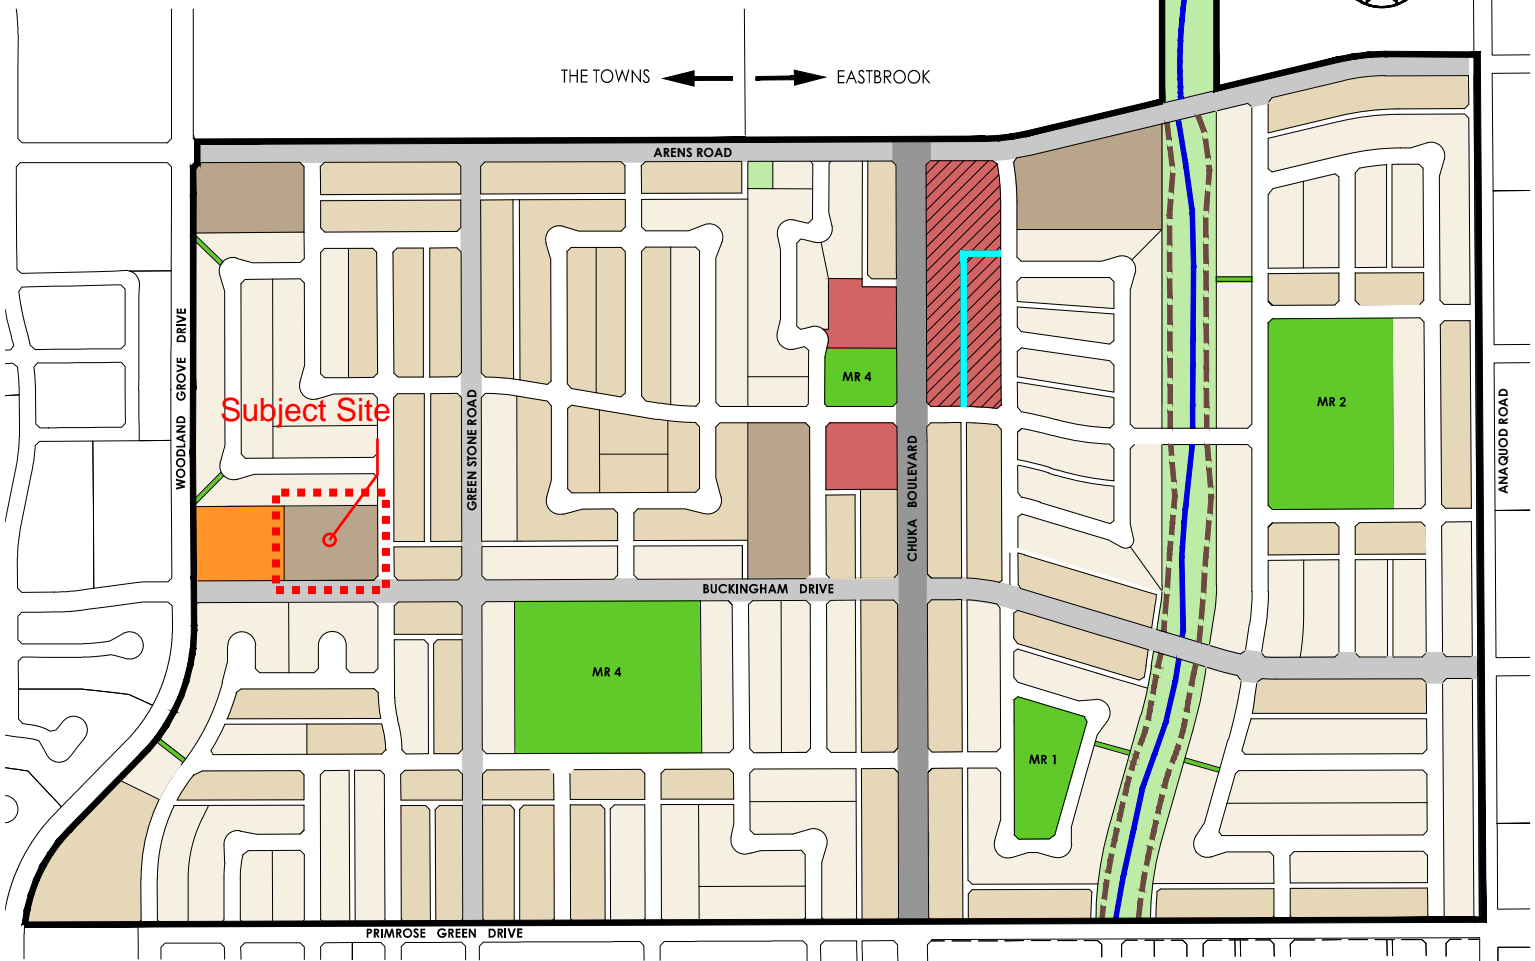 THE TOWNS
EASTBROOK
ARENS ROAD
WOODLAND GROVE DRIVE
Subject Site
GREEN STONE ROAD
MR 4
CHUKA BOULEVARD
MR 2
ANAQUOD ROAD
BUCKINGHAM DRIVE
MR 4
MR 1
PRIMROSE GREEN DRIVE